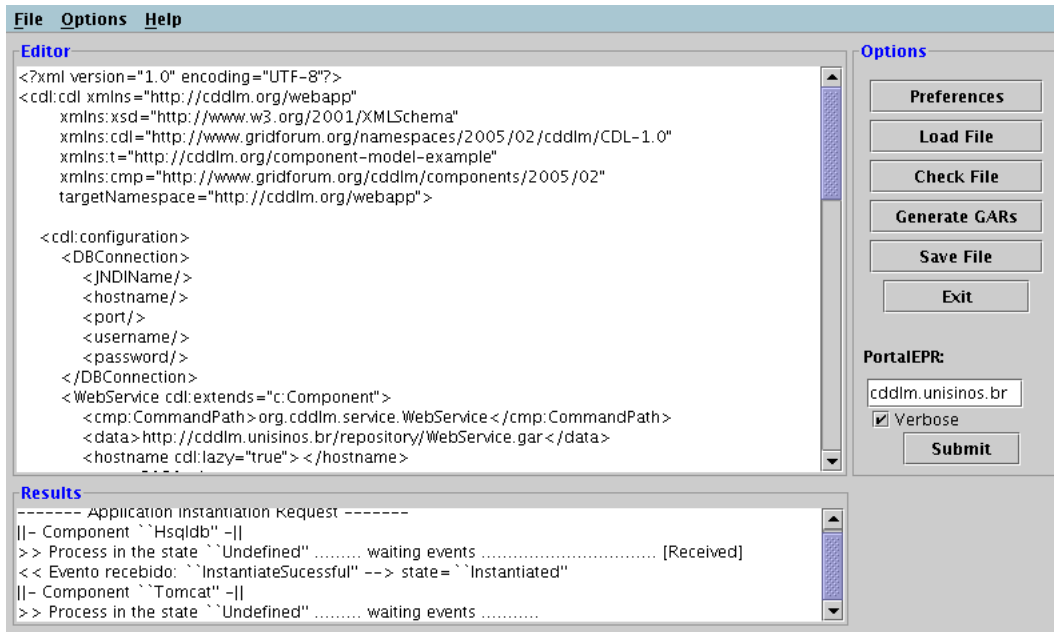 File Options Help
Editor
<?xml version="1.0" encoding="UTF-8"?>
<cdl:cdl xmlns="http://cddlm.org/webapp"
xmlns:xsd="http://www.w3.org/2001/XMLSchema"
xmlns:cdl="http://www.gridforum.org/namespaces/2005/02/cddlm/CDL-1.0"
xmlns:t="http://cddlm.org/component-model-example"
xmlns:cmp="http://www.gridforum.org/cddlm/components/2005/02"
targetNamespace="http://cddlm.org/webapp">
<cdl:configuration>
<DBConnection>
<JNDIName/>
<hostname/>
<port/>
<username/>
<password/>
</DBConnection>
<WebService cdl:extends="c:Component">
<cmp:CommandPath>org.cddlm.service.WebService</cmp:CommandPath>
<data>http://cddlm.unisinos.br/repository/WebService.gar</data>
<hostname cdl:lazy="true"></hostname>
Options
Preferences
Load File
Check File
Generate GARs
Save File
Exit
PortalEPR:
cddlm.unisinos.br
Verbose
Submit
Results
------- Application Instantiation Request -------
||- Component ``Hsqldb'' -||
>> Process in the state ``Undefined'' ......... waiting events ................................. [Received]
<< Evento recebido: ``InstantiateSucessful'' --> state=``Instantiated''
||- Component ``Tomcat'' -||
>> Process in the state ``Undefined'' ......... waiting events ...........